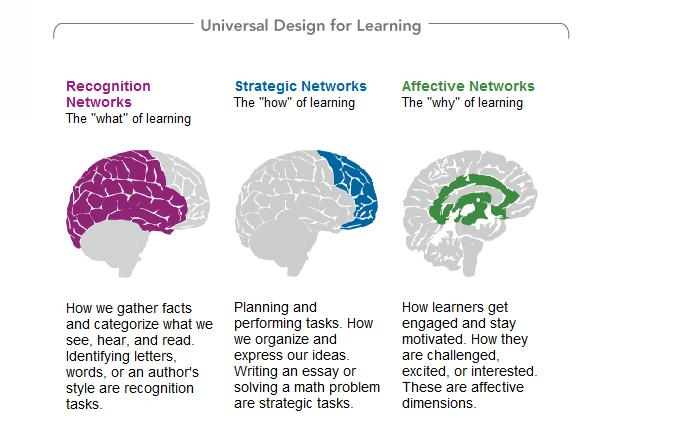 Universal Design for Learning
Recognition
Networks
The "what" of learning
How we gather facts
and categorize what we
see, hear, and read.
Identifying letters,
words, or an author's
style are recognition
tasks.
Strategic Networks
The "how" of learning
Planning and
performing tasks. How
we organize and
express our ideas.
Writing an essay or
solving a math problem
are strategic tasks.
Affective Networks
The "why" of learning
How learners get
engaged and stay
motivated. How they
are challenged,
excited, or interested.
These are affective
dimensions.